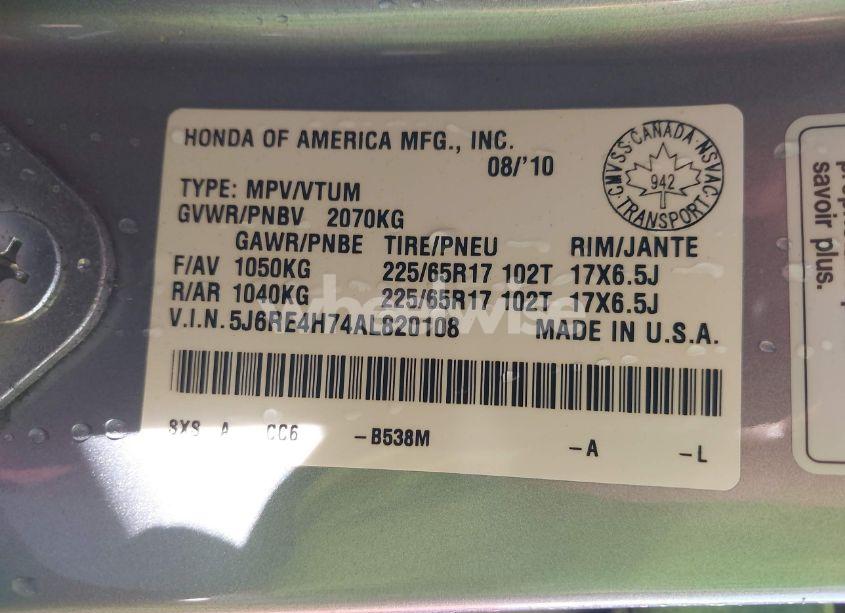 HONDA OF AMERICA MFG., INC.
08/'10
TYPE: MPV/VTUM
GVWR/PNBV 2070KG
GAWR/PNBE TIRE/PNEU RIM/JANTE
F/AV 1050KG 225/65R17 102T 17X6.5J
R/AR 1040KG 225/65R17 102T 17X6.5J
V.I.N.5J6RE4H74AL820108 MADE IN U.S.A.
8XS A CC6 -B538M -A -L
CMVSS·CANADA·NSVAC
942
TRANSPORT
savoir plus.
wheelwise